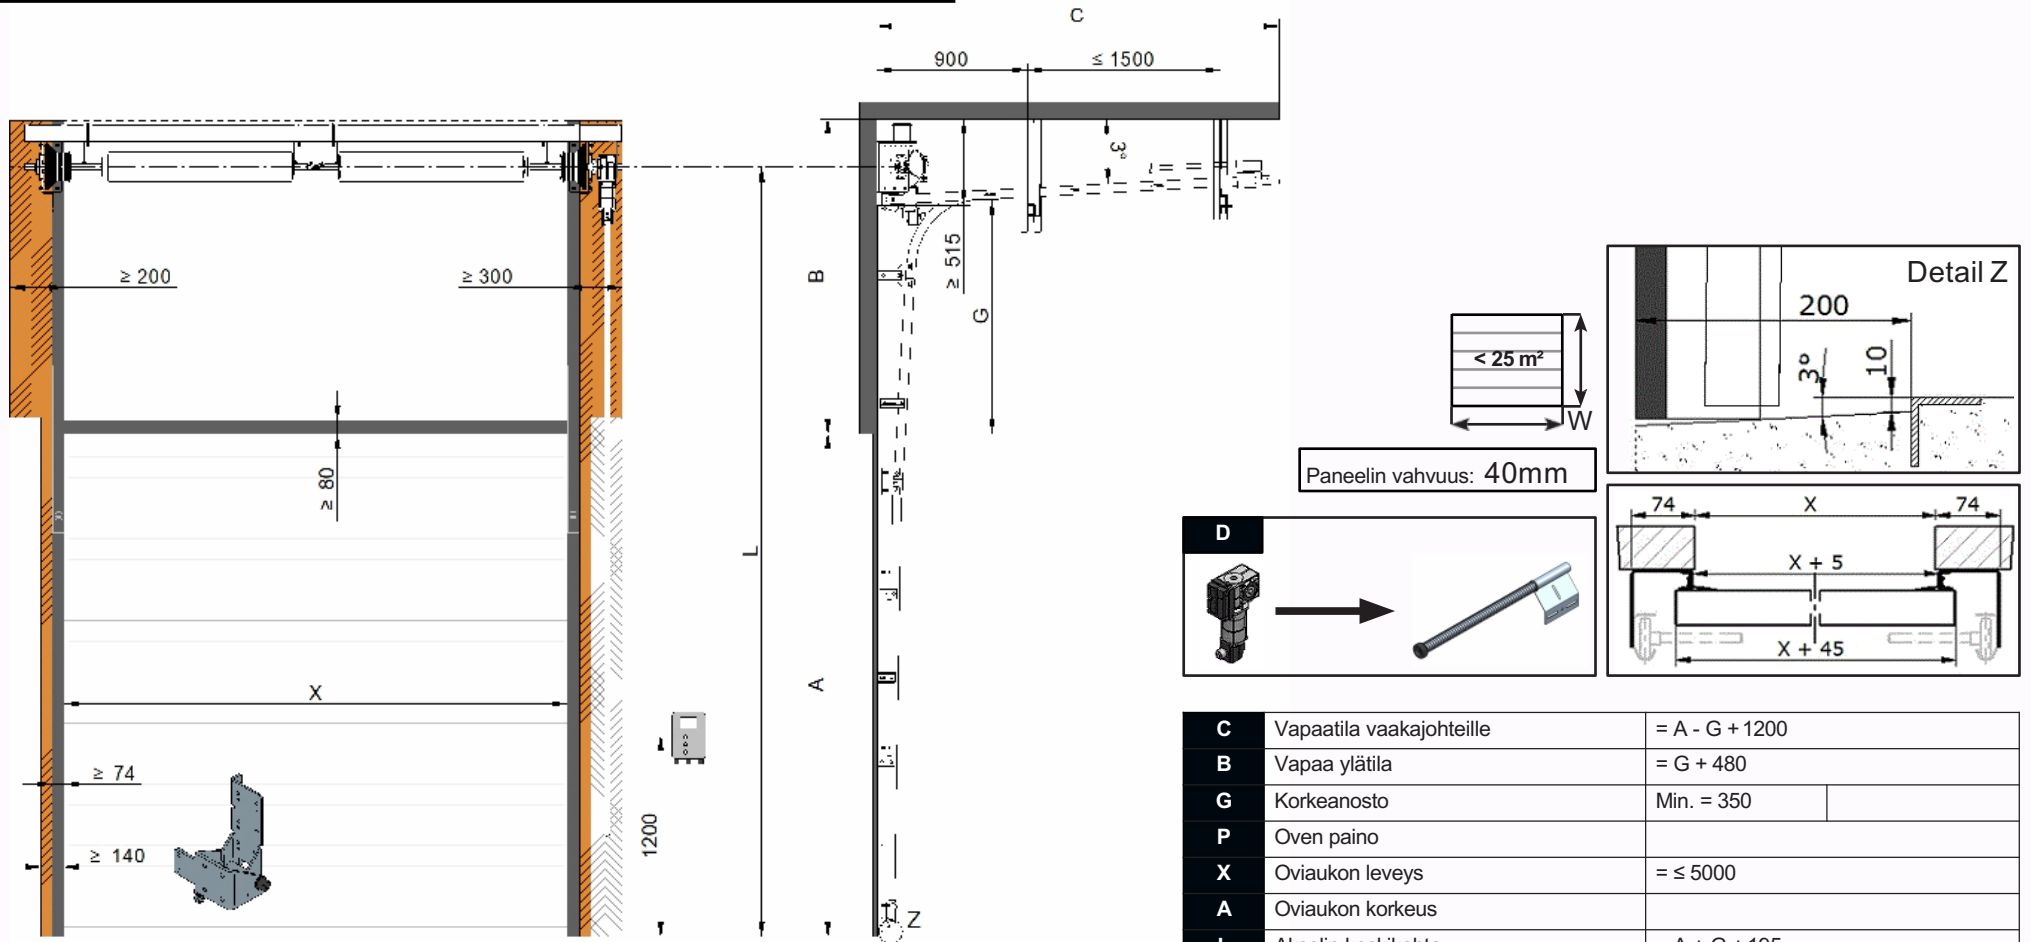 C
900
≤ 1500
3°
≥ 200
≥ 300
B
≥ 515
G
Detail Z
200
3°
10
< 25 m²
W
≥ 80
Paneelin vahvuus: 40mm
74
X
74
X + 5
X + 45
D
L
A
X
≥ 74
≥ 140
1200
Z
C Vapaatila vaakajohteille = A - G + 1200
B Vapaa ylätila = G + 480
G Korkeanosto Min. = 350
P Oven paino
X Oviaukon leveys = ≤ 5000
A Oviaukon korkeus